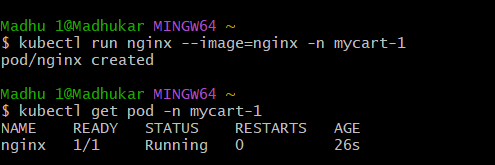 Madhu 1@Madhukar MINGW64 ~
$ kubectl run nginx --image=nginx -n mycart-1
pod/nginx created
Madhu 1@Madhukar MINGW64 ~
$ kubectl get pod -n mycart-1
NAME    READY   STATUS    RESTARTS   AGE
nginx   1/1     Running   0          26s